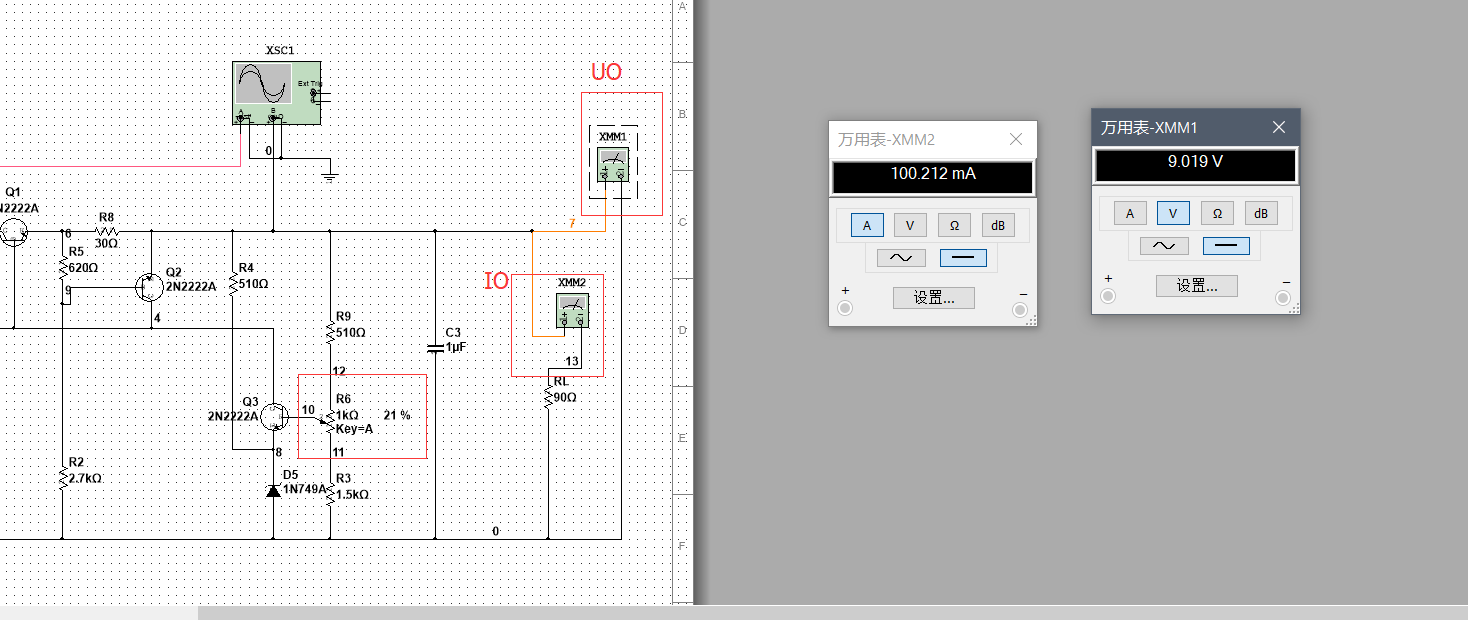 XSC1
Ext Trig
A
B
0
UO
XMM1
7
Q1
2N2222A
6
R8
30Ω
R5
620Ω
9
Q2
2N2222A
4
R4
510Ω
R9
510Ω
12
C3
1µF
IO
XMM2
13
RL
90Ω
Q3
2N2222A
10
R6
1kΩ
21 %
Key=A
11
8
D5
1N749A
R3
1.5kΩ
R2
2.7kΩ
0
A
B
C
D
E
F
万用表-XMM2
100.212 mA
A V Ω dB
+
设置...
−
万用表-XMM1
9.019 V
A V Ω dB
+
设置...
−